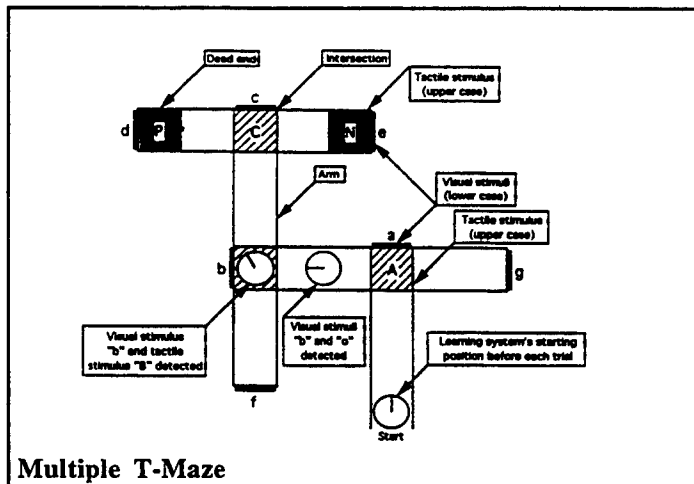 Dead end
Intersection
Tactile stimulus
(upper case)
c
d
P
C
N
e
Arm
Visual stimuli
(lower case)
Tactile stimulus
(upper case)
a
b
A
g
Visual stimulus
"b" and tactile
stimulus "B" detected
Visual stimuli
"b" and "o"
detected
Learning system's starting
position before each trial
f
Start
Multiple T-Maze